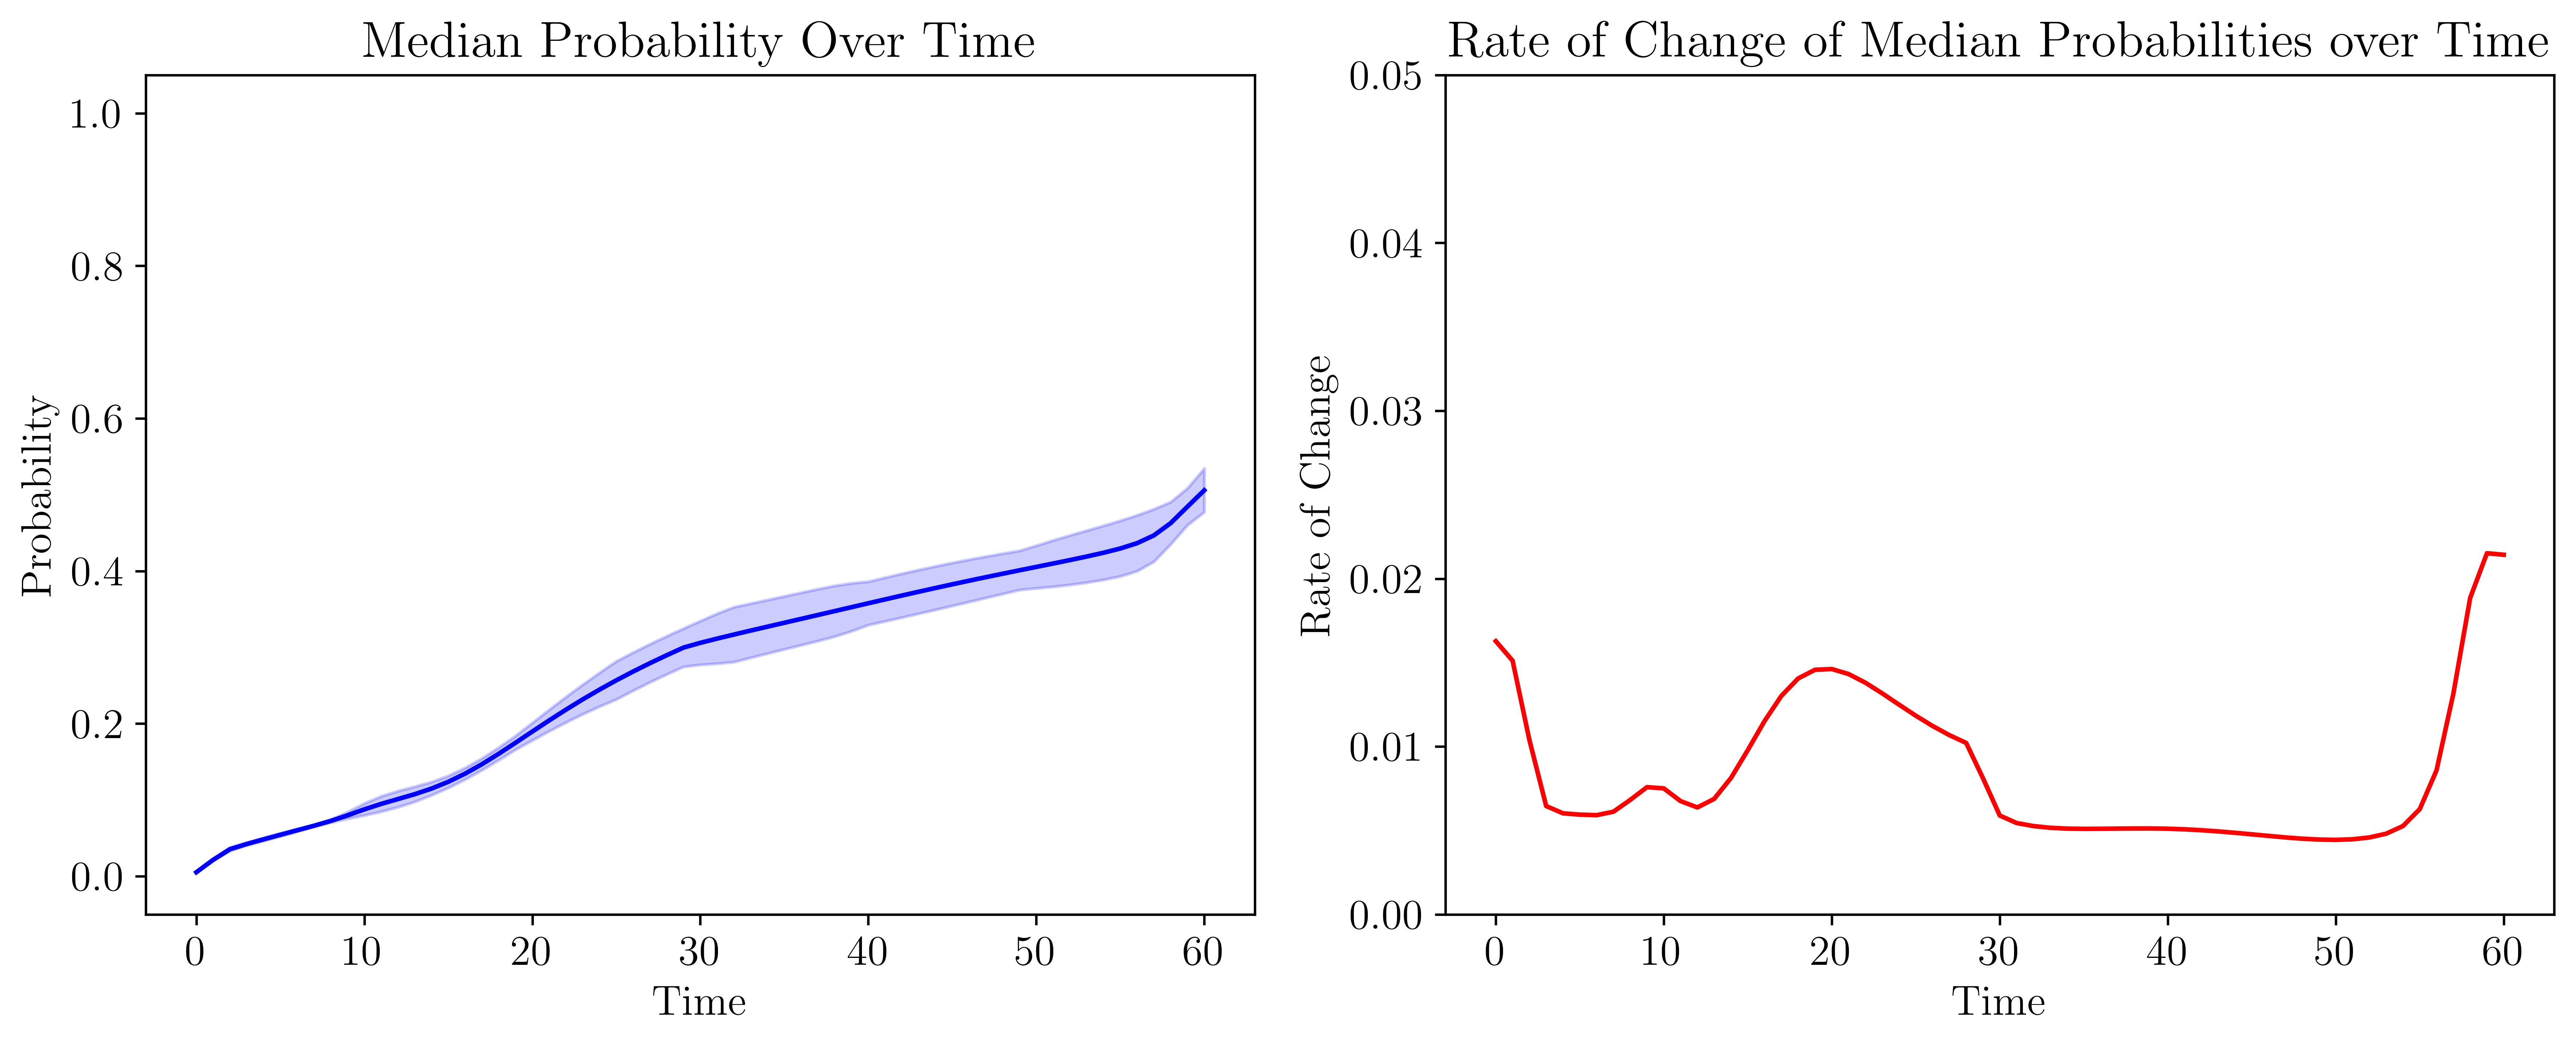 Median Probability Over Time
Probability
1.0
0.8
0.6
0.4
0.2
0.0
0 10 20 30 40 50 60
Time
Rate of Change of Median Probabilities over Time
Rate of Change
0.05
0.04
0.03
0.02
0.01
0.00
0 10 20 30 40 50 60
Time